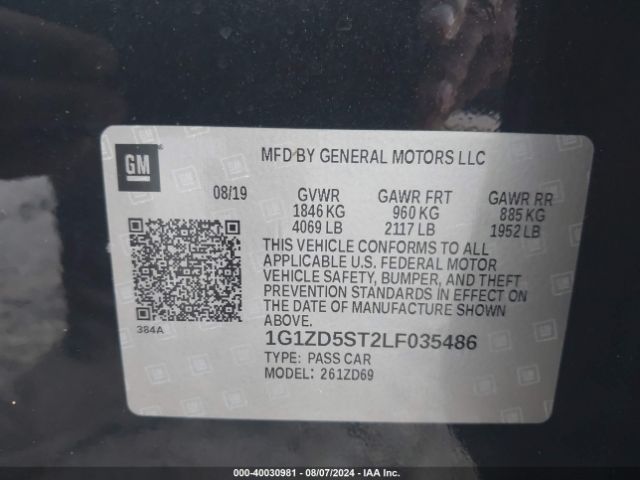 GM
MFD BY GENERAL MOTORS LLC
08/19 GVWR GAWR FRT GAWR RR
1846 KG 960 KG 885 KG
4069 LB 2117 LB 1952 LB
THIS VEHICLE CONFORMS TO ALL
APPLICABLE U.S. FEDERAL MOTOR
VEHICLE SAFETY, BUMPER, AND THEFT
PREVENTION STANDARDS IN EFFECT ON
THE DATE OF MANUFACTURE SHOWN
ABOVE.
384A
1G1ZD5ST2LF035486
TYPE: PASS CAR
MODEL: 261ZD69
000-40030981 - 08/07/2024 - IAA Inc.